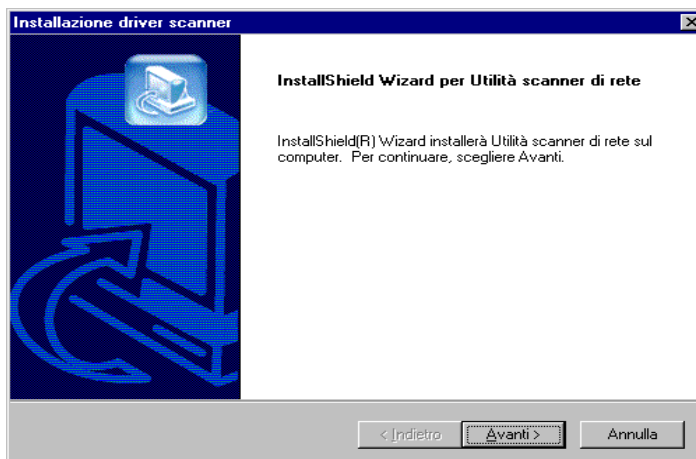 Installazione driver scanner
InstallShield Wizard per Utilità scanner di rete
InstallShield(R) Wizard installerà Utilità scanner di rete sul
computer. Per continuare, scegliere Avanti.
< Indietro
Avanti >
Annulla